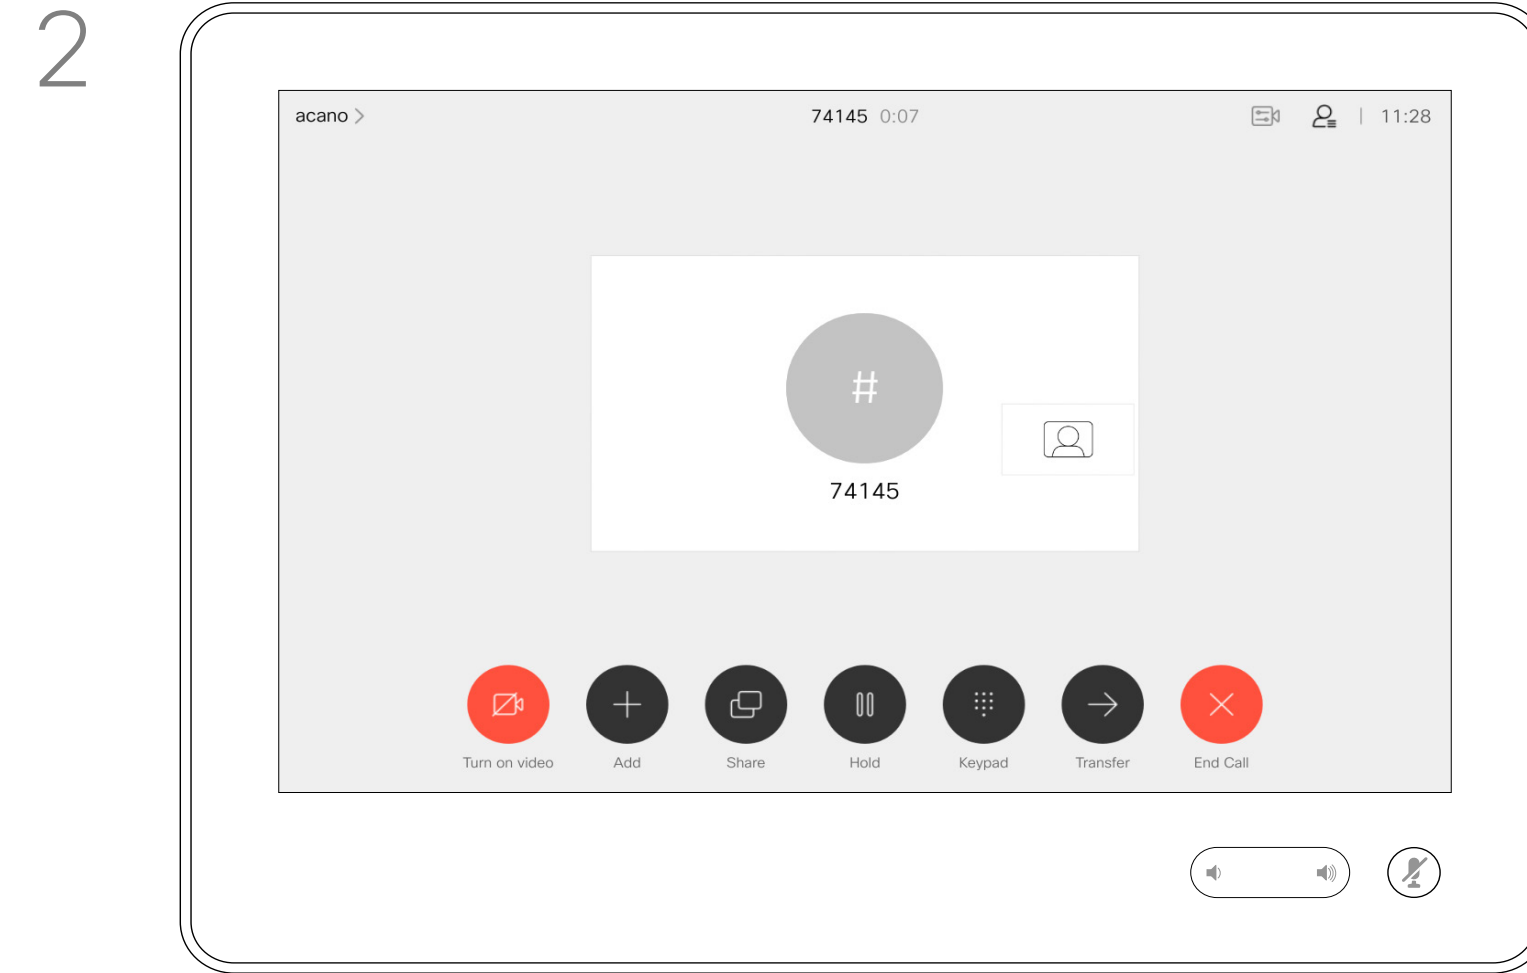 2
acano
74145 0:07
11:28
#
74145
Turn on video
Add
Share
Hold
Keypad
Transfer
End Call